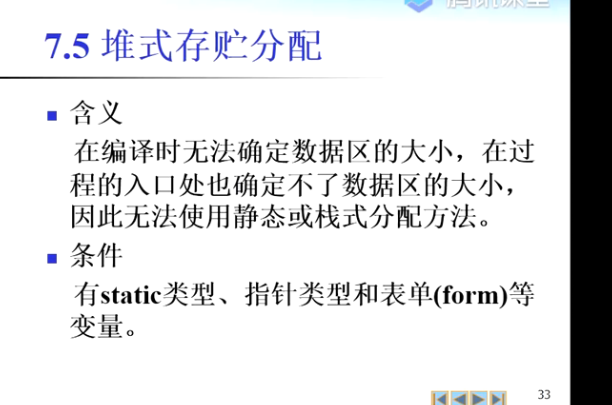 7.5 堆式存贮分配
含义
在编译时无法确定数据区的大小，在过
程的入口处也确定不了数据区的大小，
因此无法使用静态或栈式分配方法。
条件
有static类型、指针类型和表单(form)等
变量。
33